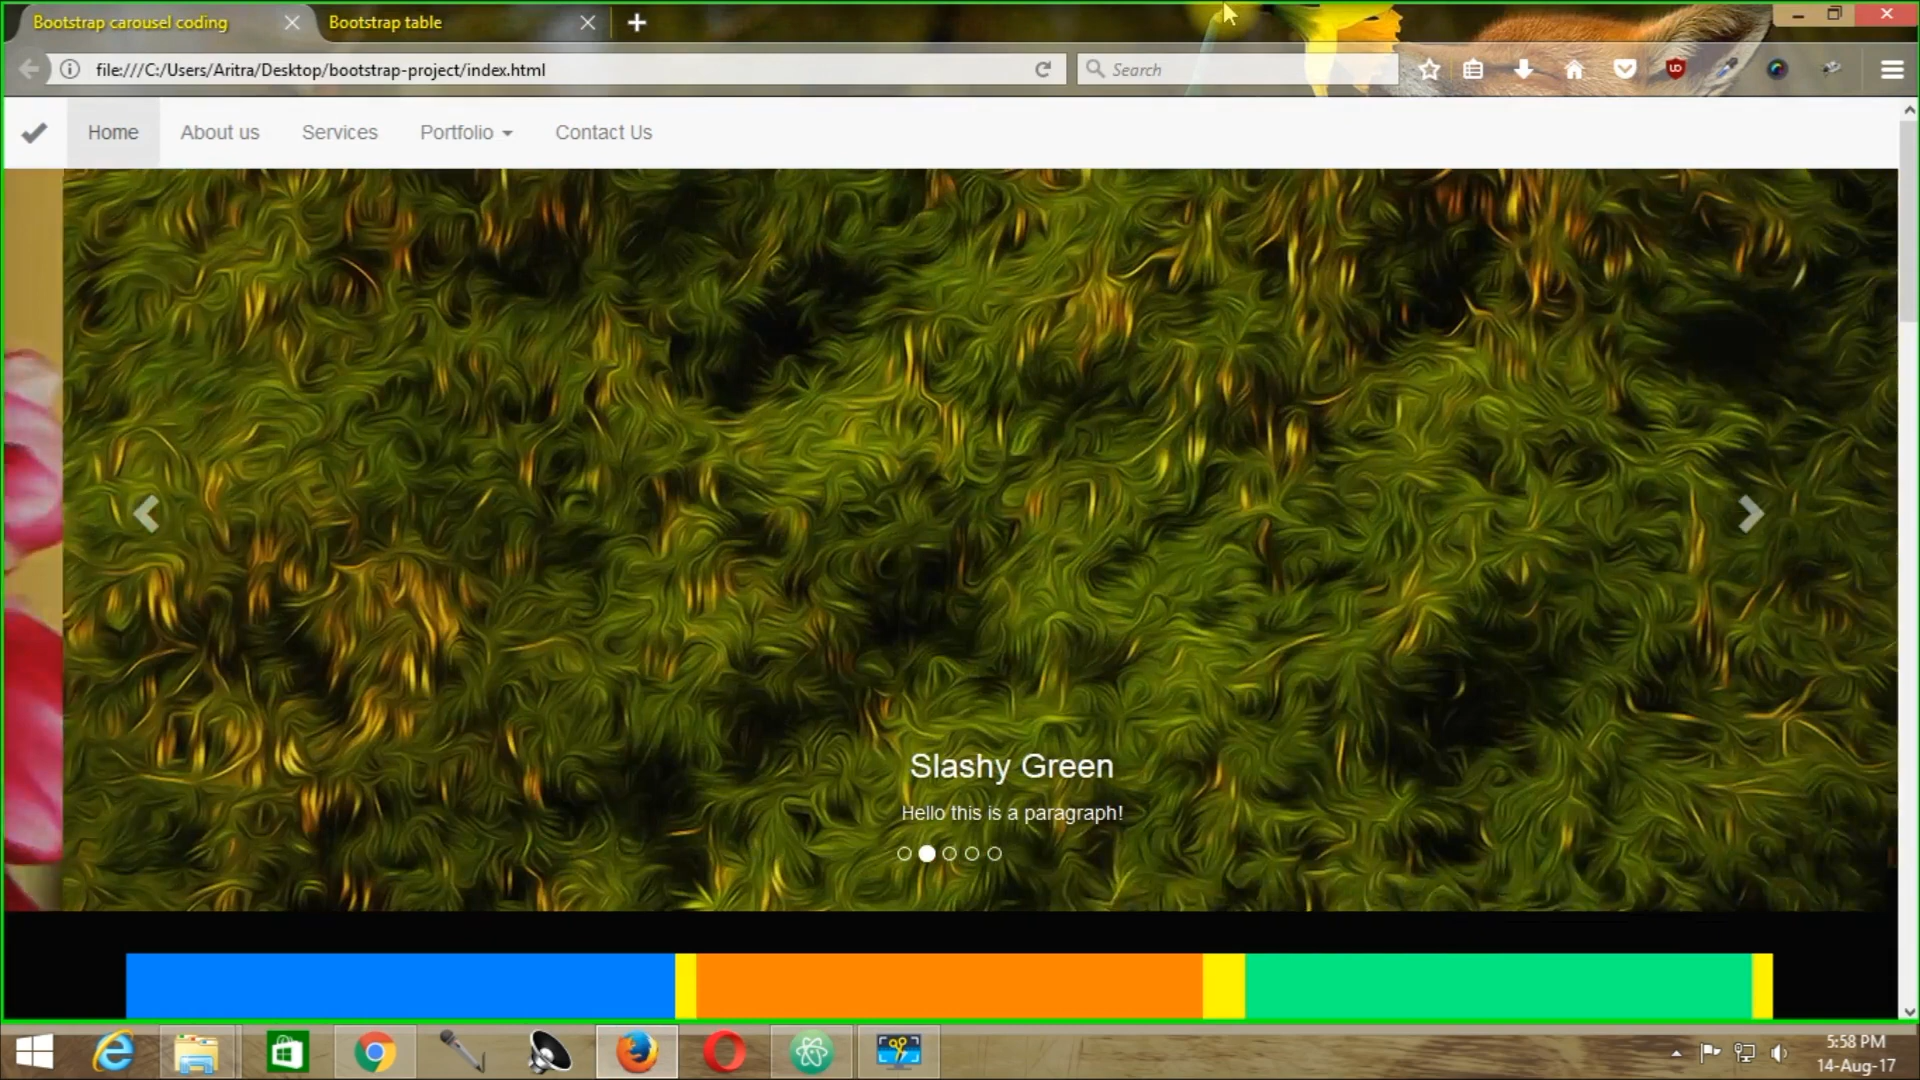 Bootstrap carousel coding
Bootstrap table
file:///C:/Users/Aritra/Desktop/bootstrap-project/index.html
Search
Home
About us
Services
Portfolio
Contact Us
Slashy Green
Hello this is a paragraph!
5:58 PM
14-Aug-17